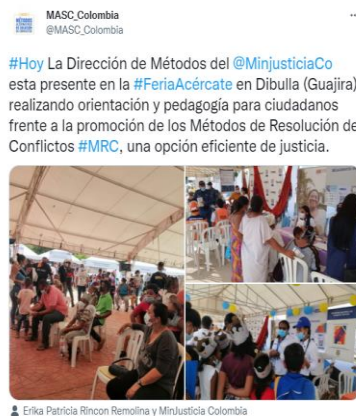 MASC_Colombia
@MASC_Colombia
#Hoy La Dirección de Métodos del @MinjusticiaCo
esta presente en la #FeriaAcércate en Dibulla (Guajira)
realizando orientación y pedagogía para ciudadanos
frente a la promoción de los Métodos de Resolución de
Conflictos #MRC, una opción eficiente de justicia.
Erika Patricia Rincon Remolina y MinJusticia Colombia